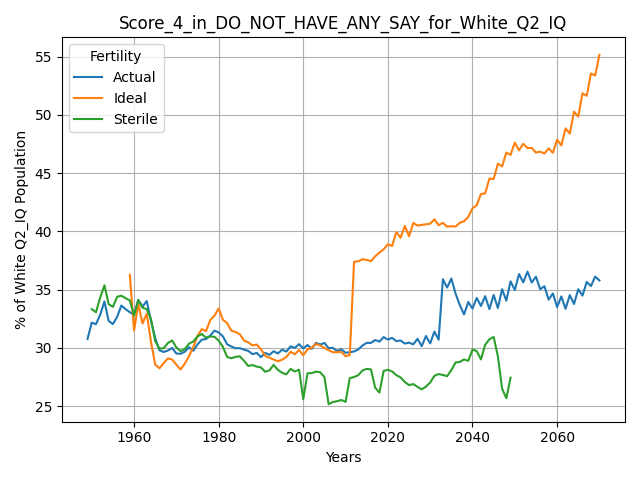 Score_4_in_DO_NOT_HAVE_ANY_SAY_for_White_Q2_IQ
Fertility
Actual
Ideal
Sterile
% of White Q2_IQ Population
55
50
45
40
35
30
25
1960
1980
2000
2020
2040
2060
Years